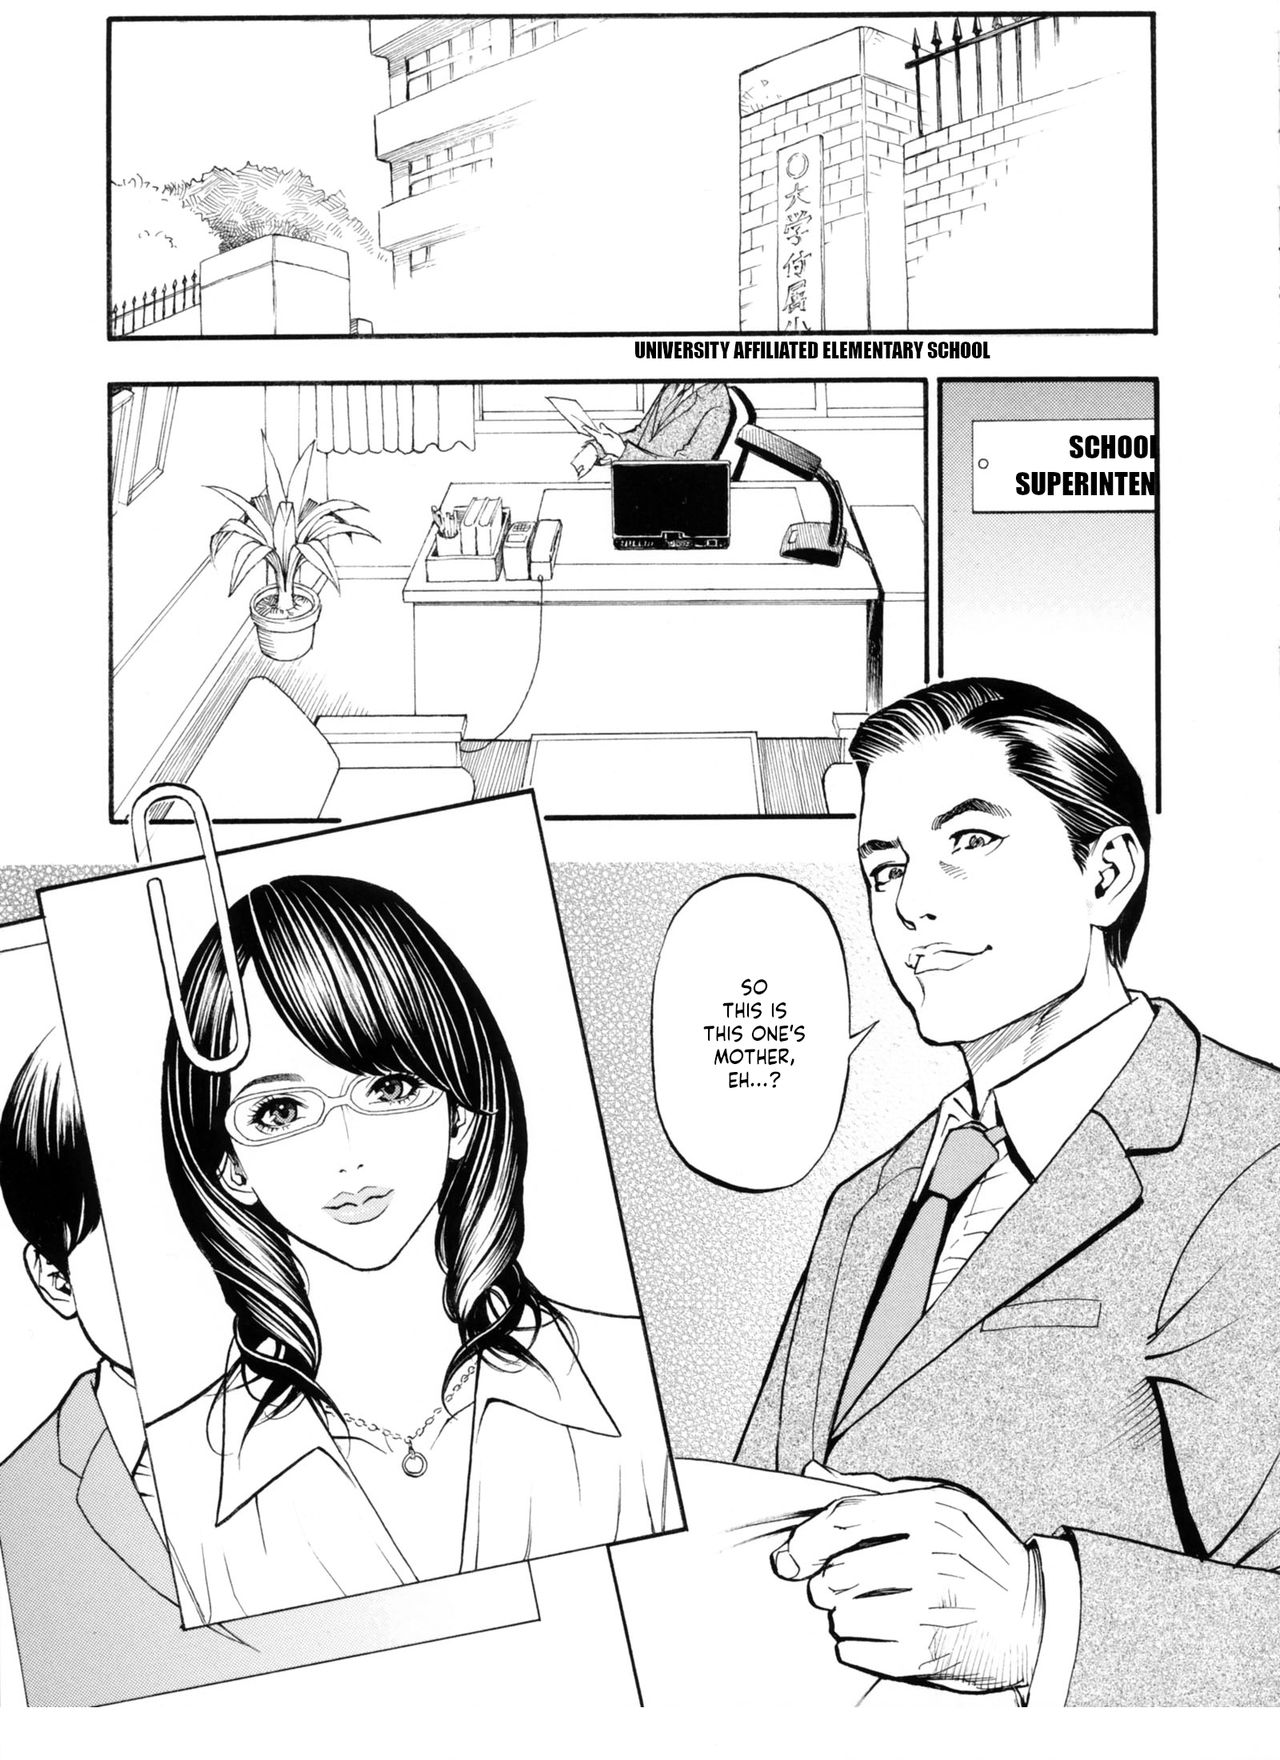 〇大学付属小
UNIVERSITY AFFILIATED ELEMENTARY SCHOOL
SCHOOL
SUPERINTEN
SO
THIS IS
THIS ONE'S
MOTHER,
EH...?